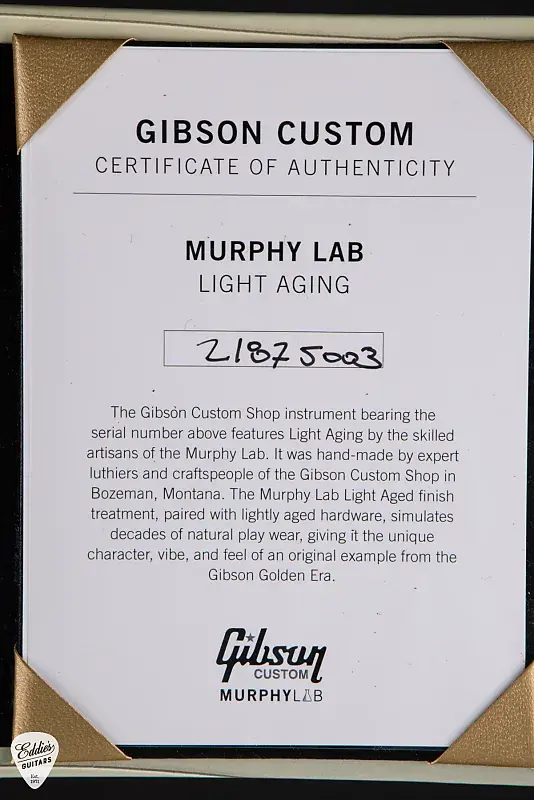 GIBSON CUSTOM
CERTIFICATE OF AUTHENTICITY
MURPHY LAB
LIGHT AGING
21875003
The Gibson Custom Shop instrument bearing the
serial number above features Light Aging by the skilled
artisans of the Murphy Lab. It was hand-made by expert
luthiers and craftspeople of the Gibson Custom Shop in
Bozeman, Montana. The Murphy Lab Light Aged finish
treatment, paired with lightly aged hardware, simulates
decades of natural play wear, giving it the unique
character, vibe, and feel of an original example from the
Gibson Golden Era.
Gibson
CUSTOM
MURPHYLAB
Eddie's
GUITARS
Est.